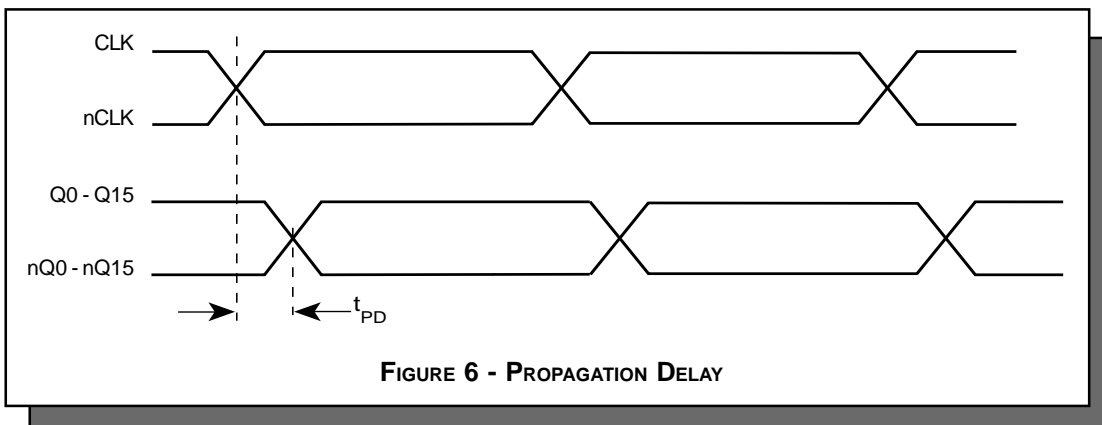 CLK
nCLK
Q0 - Q15
nQ0 - nQ15
tPD
FIGURE 6 - PROPAGATION DELAY